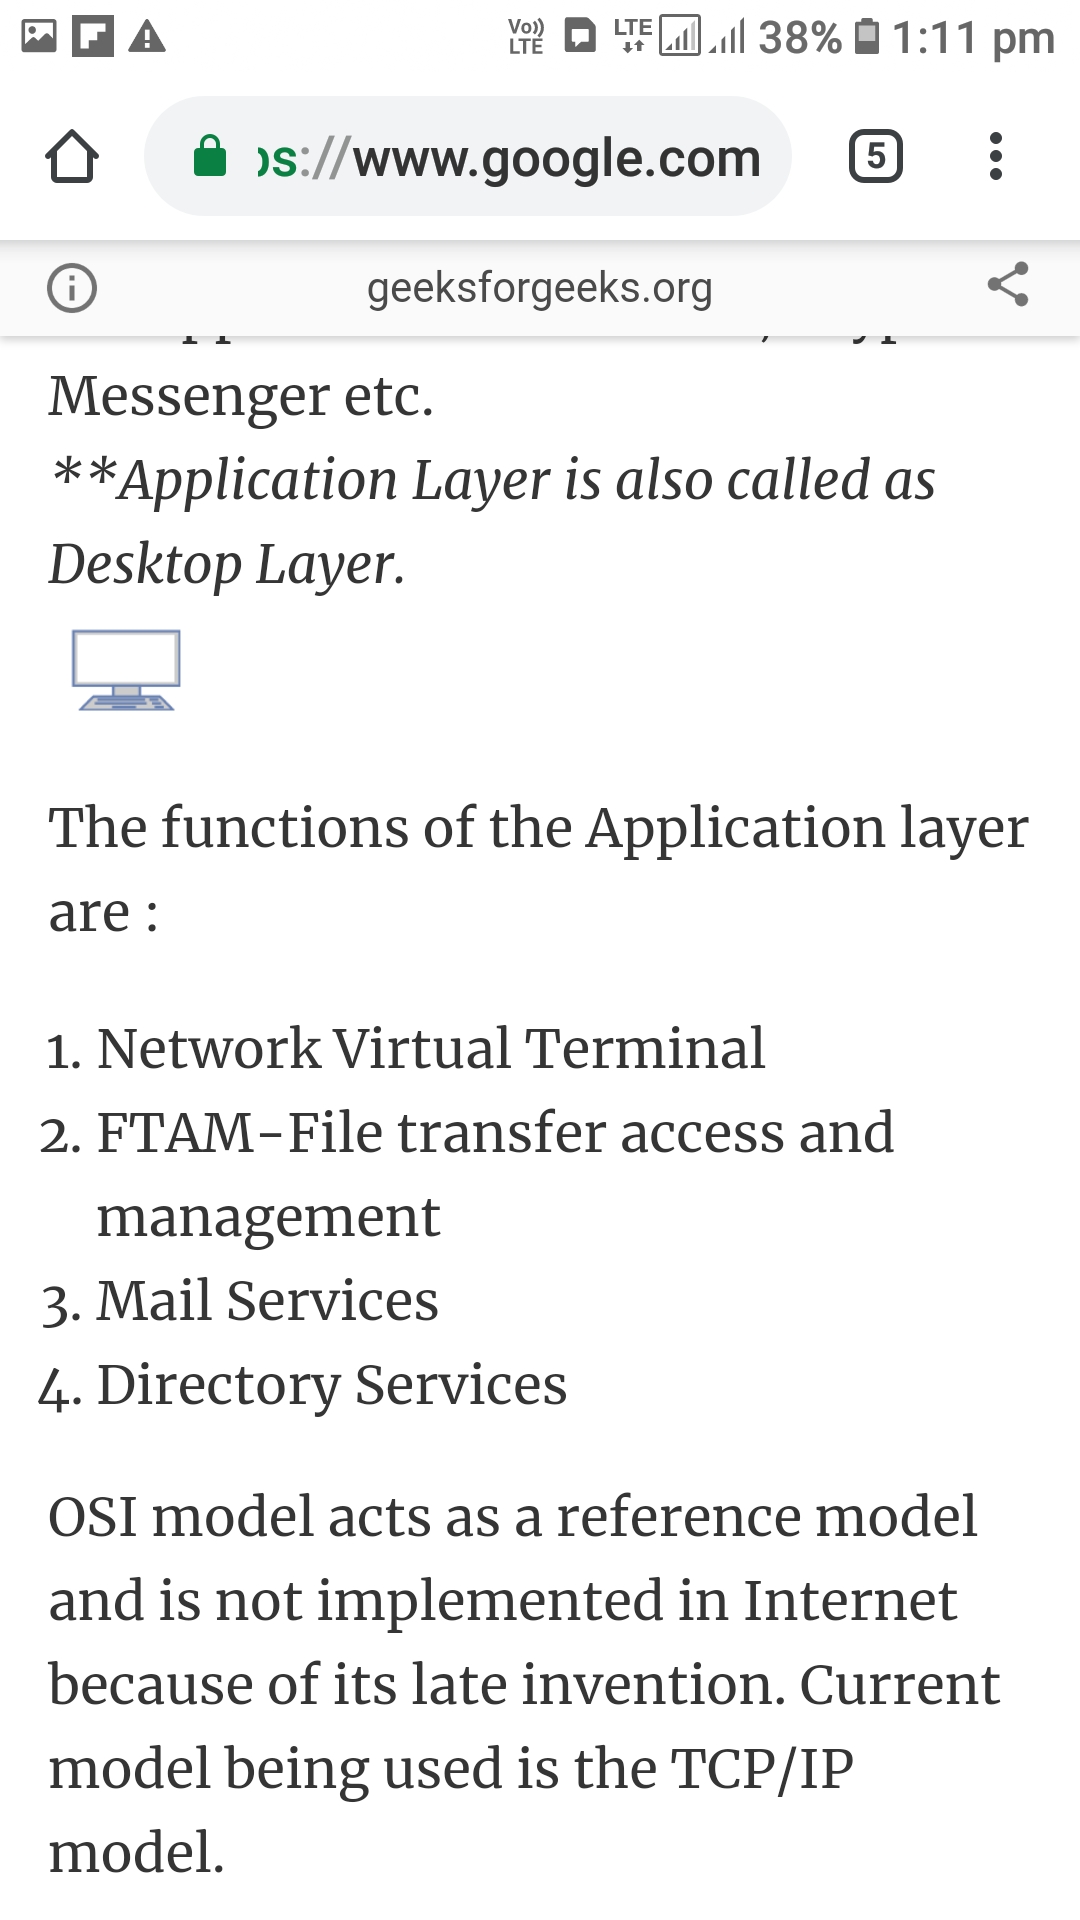 Vo)) LTE LTE 38% 1:11 pm
s://www.google.com 5
geeksforgeeks.org
Messenger etc.
**Application Layer is also called as
Desktop Layer.
The functions of the Application layer
are :
1. Network Virtual Terminal
2. FTAM-File transfer access and
management
3. Mail Services
4. Directory Services
OSI model acts as a reference model
and is not implemented in Internet
because of its late invention. Current
model being used is the TCP/IP
model.